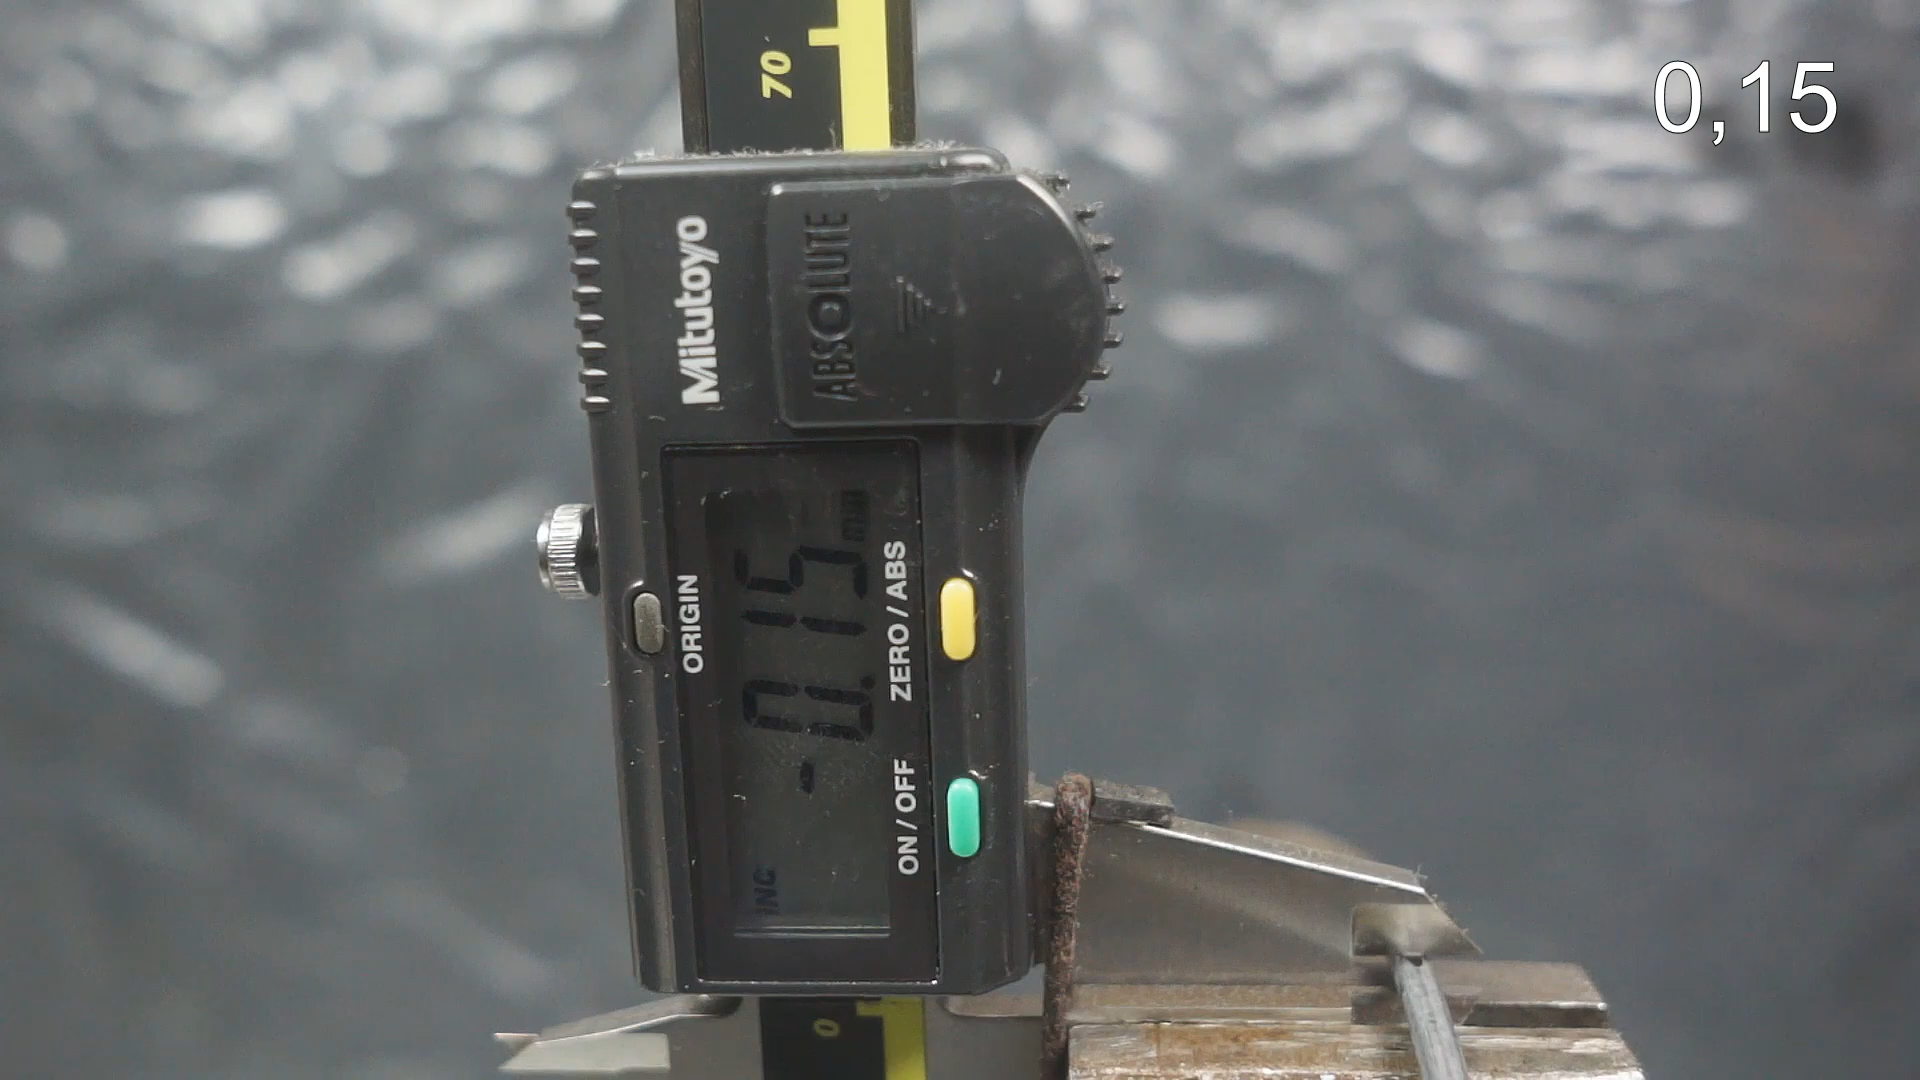 0,15
70
Mitutoyo
ABSOLUTE
ORIGIN
INC
-0.15 mm
ZERO / ABS
ON / OFF
0